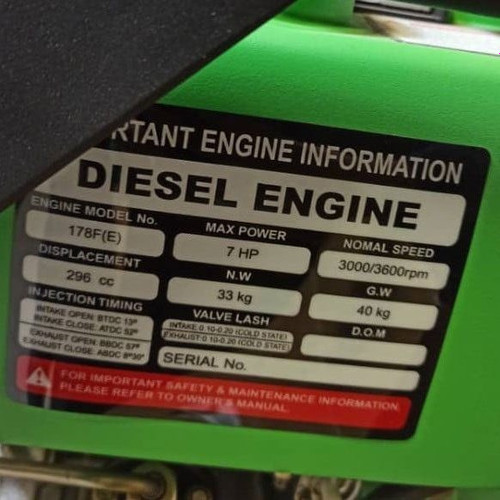 RTANT ENGINE INFORMATION
DIESEL ENGINE
ENGINE MODEL No.
178F(E)
MAX POWER
7 HP
NOMAL SPEED
3000/3600rpm
DISPLACEMENT
296 cc
N.W
33 kg
G.W
40 kg
INJECTION TIMING
INTAKE OPEN: BTDC 13°
INTAKE CLOSE: ATDC 52°
EXHAUST OPEN: BBDC 57°
EXHAUST CLOSE: ABDC 8°30'
VALVE LASH
INTAKE:0.10-0.20 (COLD STATE)
EXHAUST:0.10-0.20 (COLD STATE)
D.O.M
SERIAL No.
FOR IMPORTANT SAFETY & MAINTENANCE INFORMATION,
PLEASE REFER TO OWNER'S MANUAL.